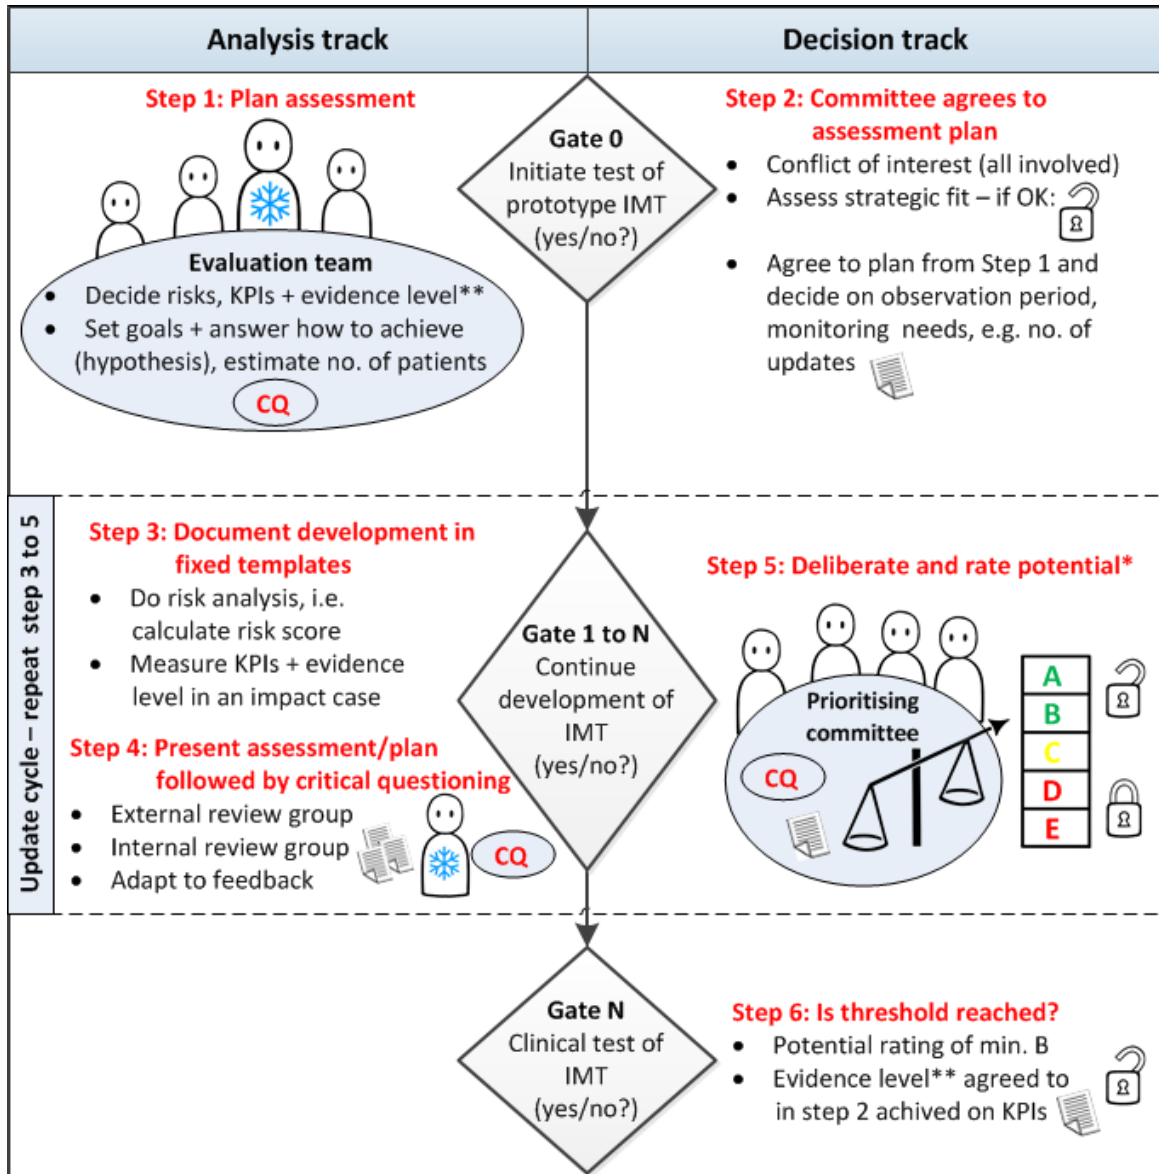 Analysis track
Decision track
Step 1: Plan assessment
Evaluation team
• Decide risks, KPIs + evidence level**
• Set goals + answer how to achieve
(hypothesis), estimate no. of patients
CQ
Gate 0
Initiate test of
prototype IMT
(yes/no?)
Step 2: Committee agrees to
assessment plan
• Conflict of interest (all involved)
• Assess strategic fit – if OK:
• Agree to plan from Step 1 and
decide on observation period,
monitoring needs, e.g. no. of
updates
Update cycle – repeat step 3 to 5
Step 3: Document development in
fixed templates
• Do risk analysis, i.e.
calculate risk score
• Measure KPIs + evidence
level in an impact case
Step 4: Present assessment/plan
followed by critical questioning
• External review group
• Internal review group
• Adapt to feedback
CQ
Gate 1 to N
Continue
development of
IMT
(yes/no?)
Step 5: Deliberate and rate potential*
Prioritising
committee
CQ
A
B
C
D
E
Gate N
Clinical test of
IMT
(yes/no?)
Step 6: Is threshold reached?
• Potential rating of min. B
• Evidence level** agreed to
in step 2 achived on KPIs